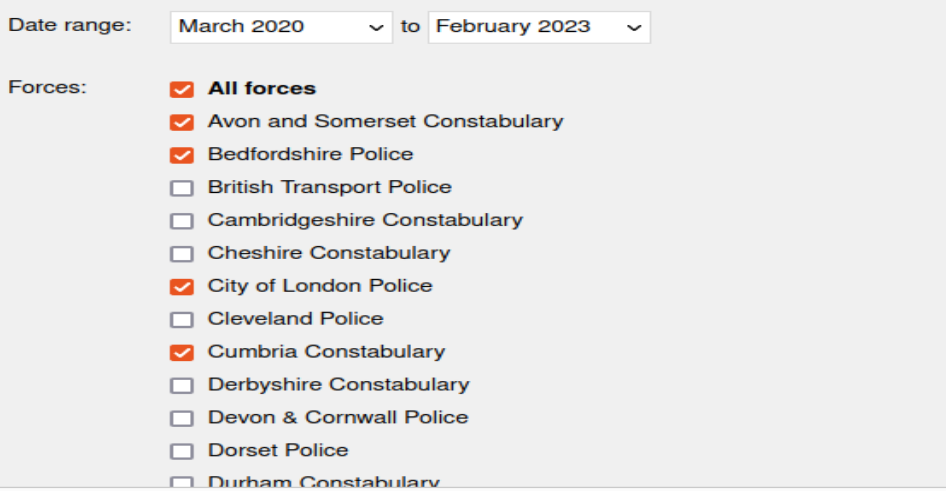 Date range: March 2020 to February 2023
Forces: All forces
Avon and Somerset Constabulary
Bedfordshire Police
British Transport Police
Cambridgeshire Constabulary
Cheshire Constabulary
City of London Police
Cleveland Police
Cumbria Constabulary
Derbyshire Constabulary
Devon & Cornwall Police
Dorset Police
Durham Constabulary